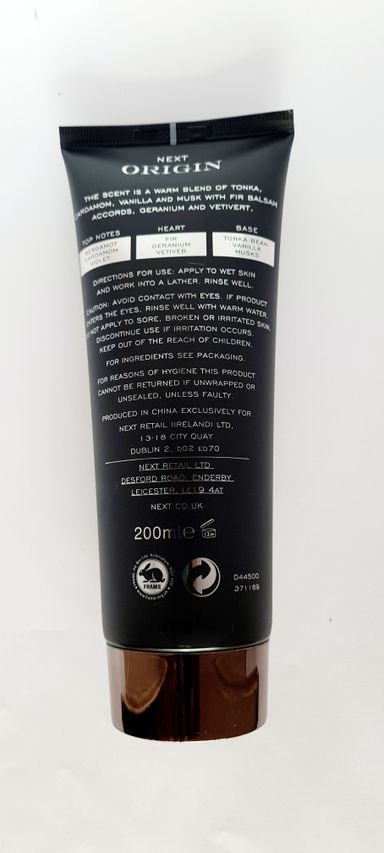 NEXT
ORIGIN
THE SCENT IS A WARM BLEND OF TONKA,
CARDAMOM, VANILLA AND MUSK WITH FIR BALSAM
ACCORDS, GERANIUM AND VETIVERT.
TOP NOTES HEART BASE
BERGAMOT FIR TONKA BEAN
CARDAMOM GERANIUM VANILLA
VIOLET VETIVER MUSKS
DIRECTIONS FOR USE: APPLY TO WET SKIN
AND WORK INTO A LATHER. RINSE WELL.
CAUTION: AVOID CONTACT WITH EYES. IF PRODUCT
ENTERS THE EYES, RINSE WELL WITH WARM WATER.
DO NOT APPLY TO SORE, BROKEN OR IRRITATED SKIN.
DISCONTINUE USE IF IRRITATION OCCURS.
KEEP OUT OF THE REACH OF CHILDREN.
FOR INGREDIENTS SEE PACKAGING.
FOR REASONS OF HYGIENE THIS PRODUCT
CANNOT BE RETURNED IF UNWRAPPED OR
UNSEALED, UNLESS FAULTY.
PRODUCED IN CHINA EXCLUSIVELY FOR
NEXT RETAIL (IRELAND) LTD,
13-18 CITY QUAY
DUBLIN 2, D02 ED70
NEXT RETAIL LTD
DESFORD ROAD, ENDERBY
LEICESTER, LE19 4AT
NEXT.CO.UK
200ml e 12M
FRAME
D44500
371169